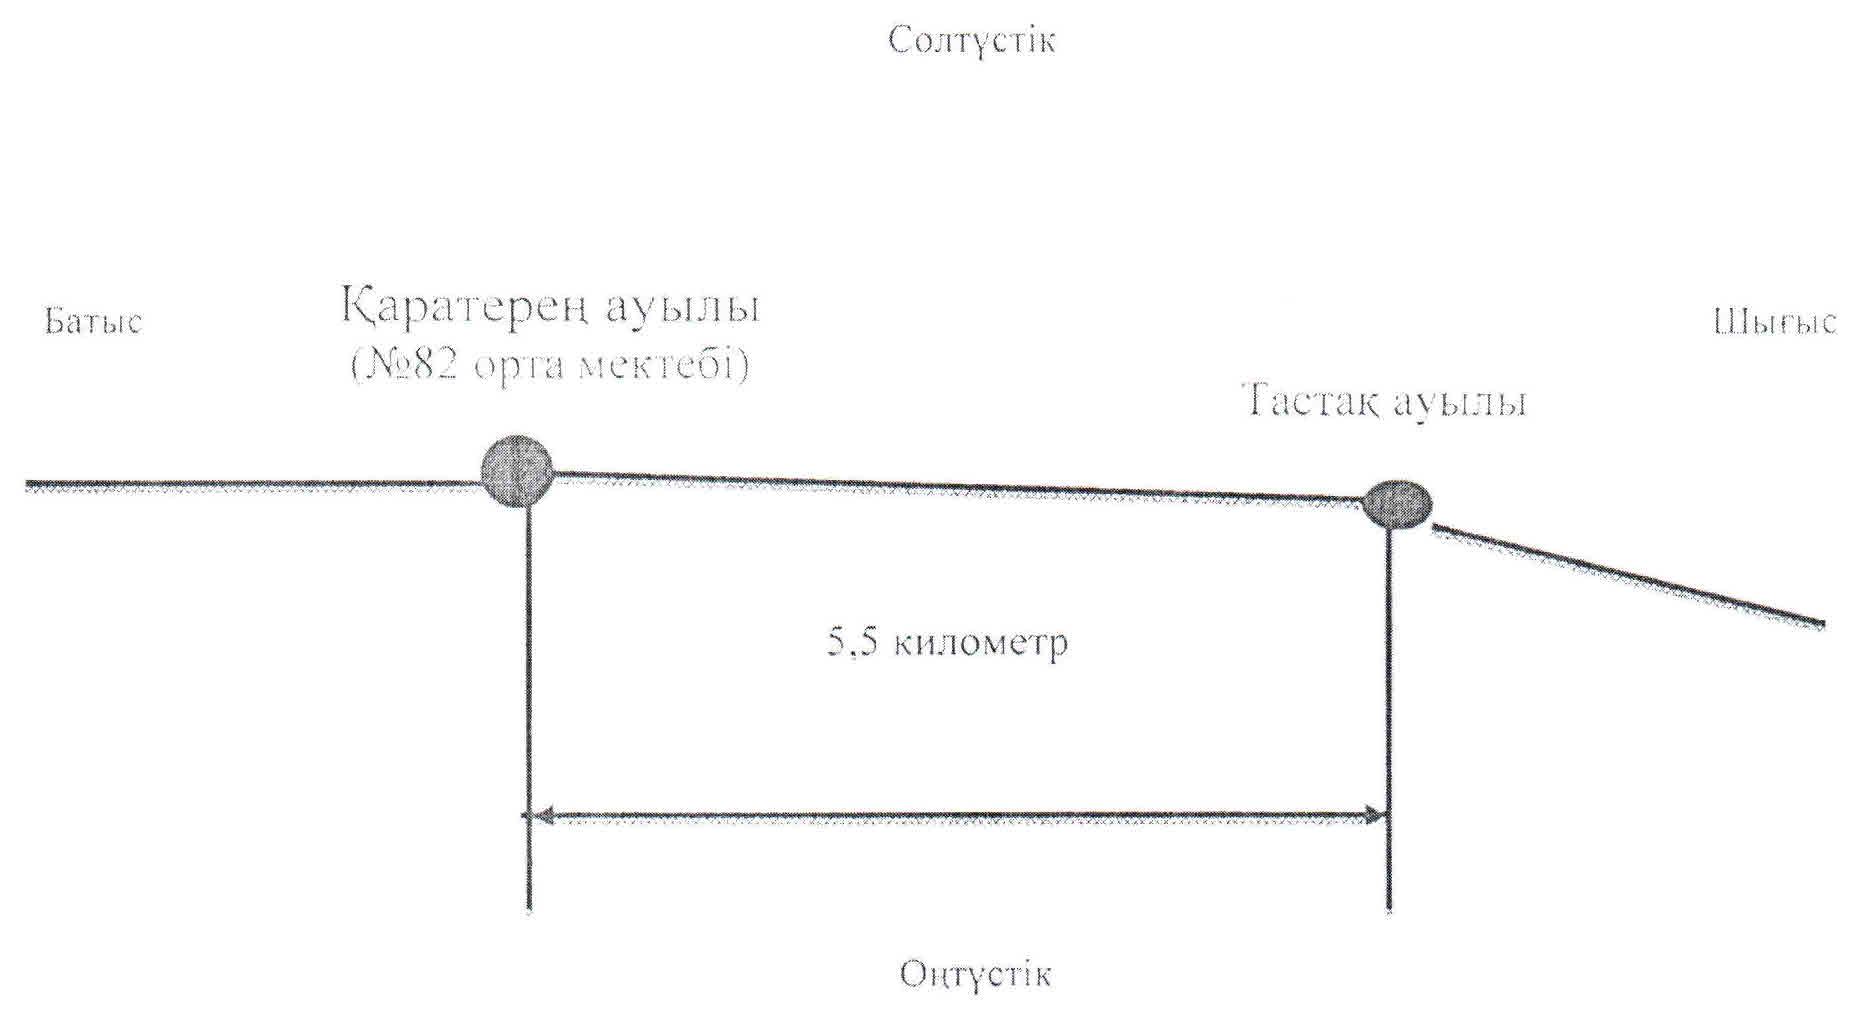 Солтүстік
Батыс
Қаратерең ауылы
(№82 орта мектебі)
Шығыс
Тастақ ауылы
5,5 километр
Оңтүстік